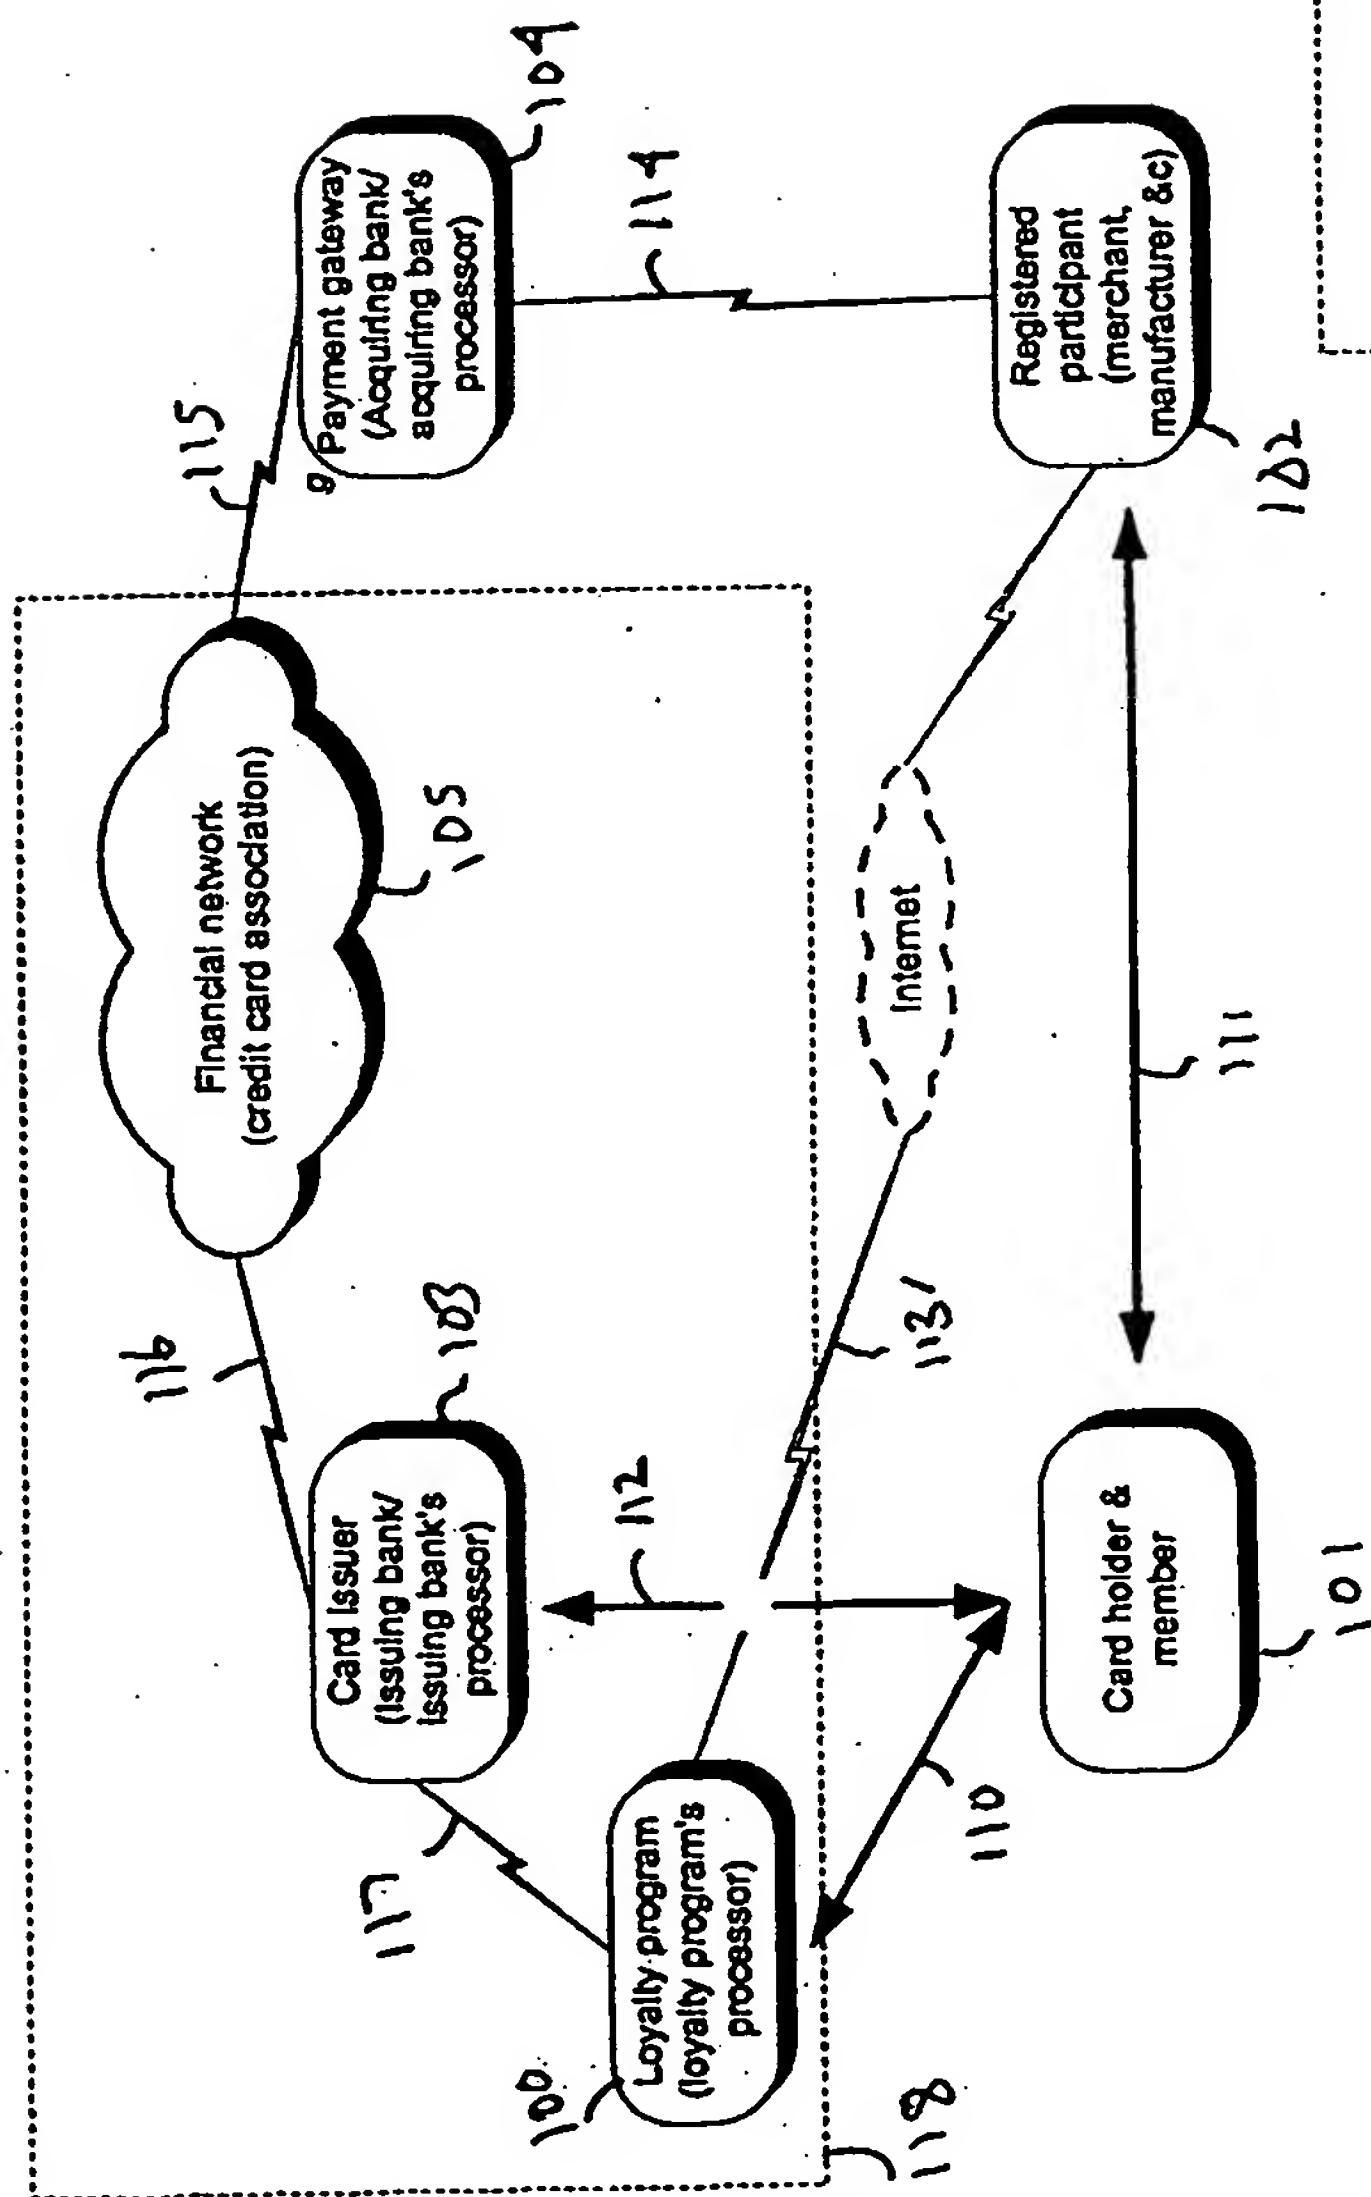 116
115
Financial network
(credit card association)
105
g
Payment gateway
(Acquiring bank/
acquiring bank's
processor)
104
Card issuer
(Issuing bank/
issuing bank's
processor)
103
117
112
114
100
Loyalty program
(loyalty program's
processor)
Internet
113
118
110
111
Registered
participant
(merchant,
manufacturer &c)
102
Card holder &
member
101